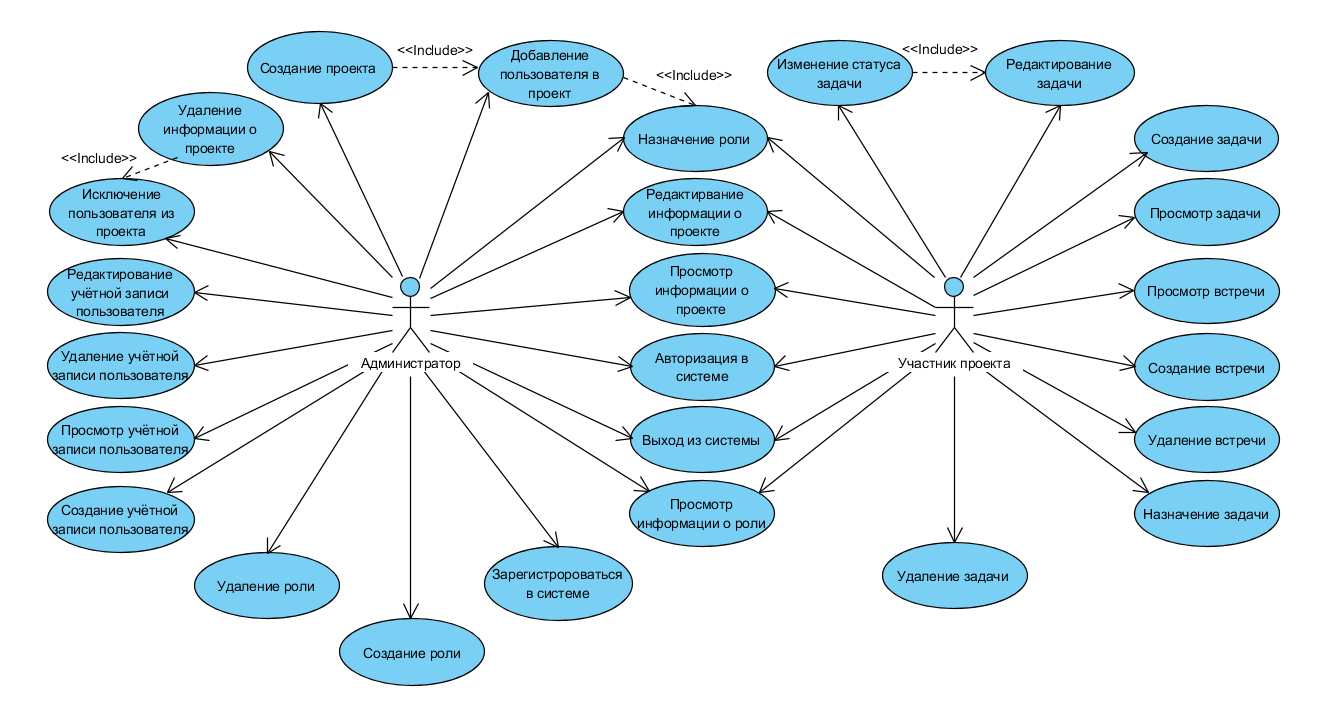 Создание проекта
<<Include>>
Добавление
пользователя в
проект
<<Include>>
Изменение статуса
задачи
<<Include>>
Редактирование
задачи
Удаление
информации о
проекте
<<Include>>
Исключение
пользователя из
проекта
Назначение роли
Создание задачи
Редактирвание
информации о
проекте
Просмотр задачи
Редактирование
учётной записи
пользователя
Просмотр
информации о
проекте
Просмотр встречи
Удаление учётной
записи пользователя
Администратор
Авторизация в
системе
Участник проекта
Создание встречи
Просмотр учётной
записи пользователя
Выход из системы
Удаление встречи
Создание учётной
записи пользователя
Просмотр
информации о роли
Назначение задачи
Удаление роли
Зарегистророваться
в системе
Удаление задачи
Создание роли